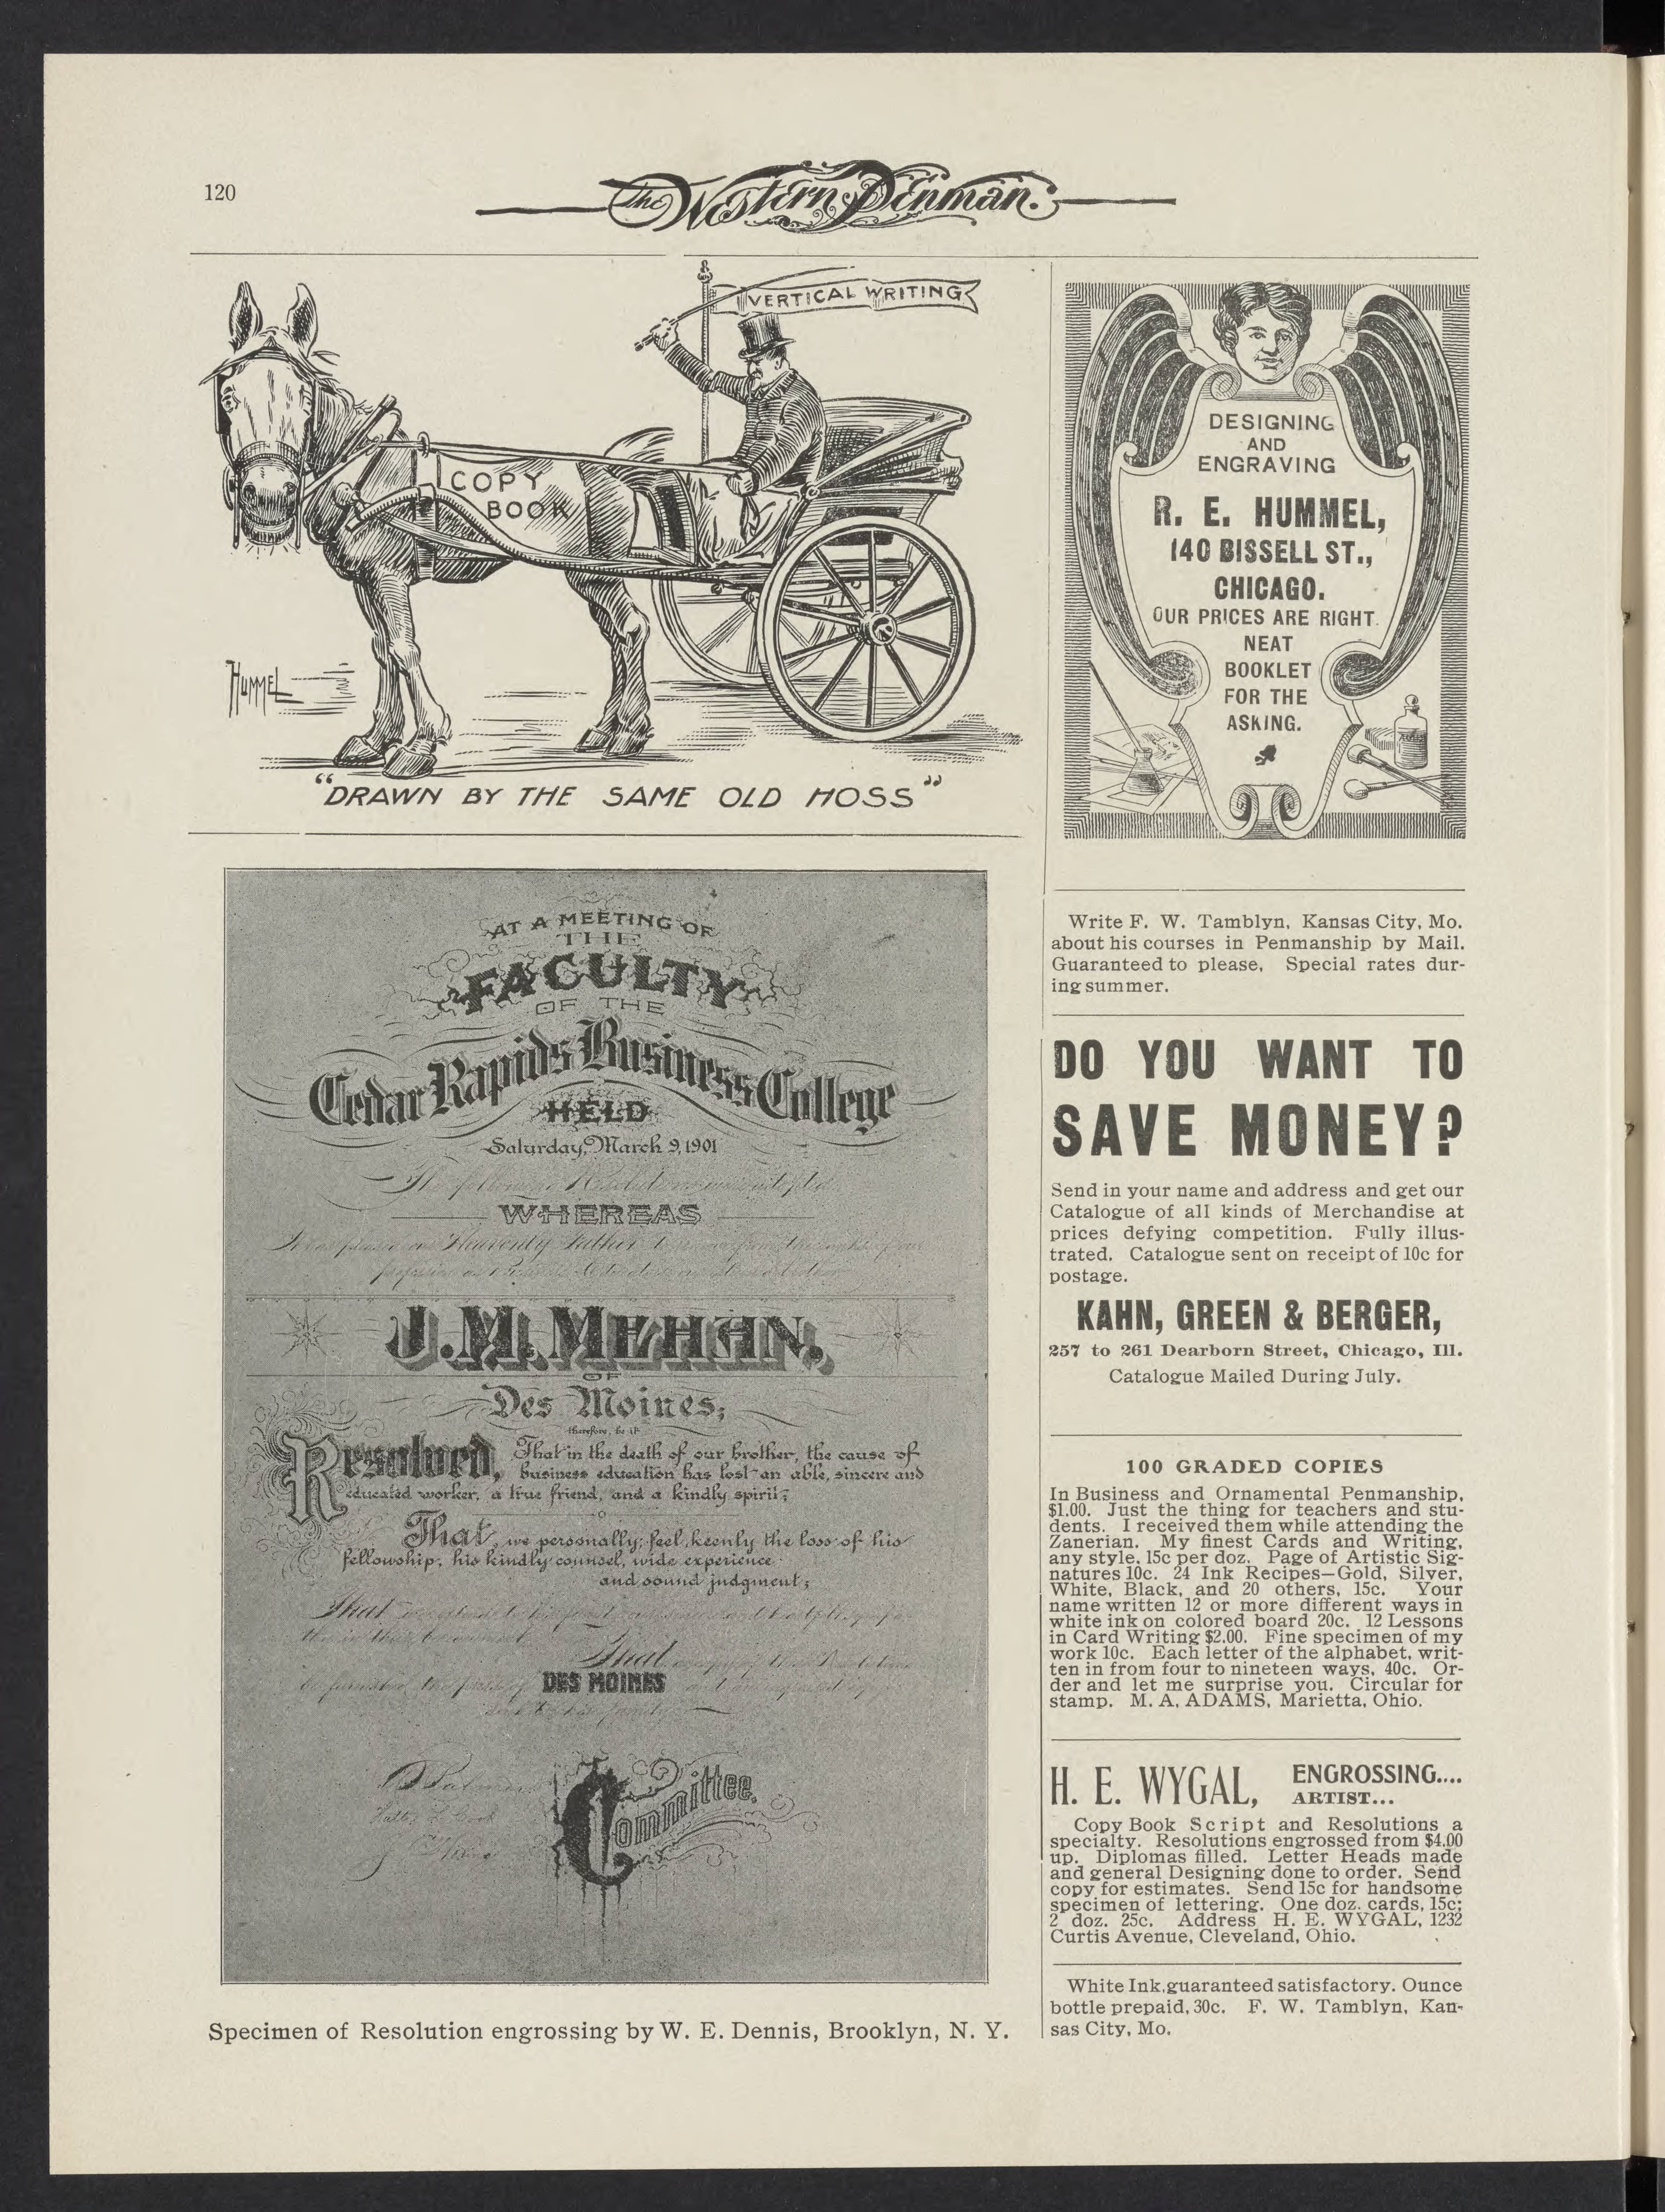 120
The Western Penman.
VERTICAL WRITING
COPY
BOOK
HUMMEL
"DRAWN BY THE SAME OLD HOSS"
AT A MEETING OF
THE
FACULTY
OF THE
Cedar Rapids Business College
HELD
Saturday, March 9, 1901
WHEREAS
Heavenly Father
J. M. MEHAN,
OF
Des Moines;
therefore, be it
Resolved, That in the death of our brother, the cause of
business education has lost an able, sincere and
educated worker, a true friend, and a kindly spirit;
That, we personally, feel keenly the loss of his
fellowship, his kindly counsel, wide experience
and sound judgment;
That
That
DES MOINES
Committee.
Specimen of Resolution engrossing by W. E. Dennis, Brooklyn, N. Y.
DESIGNING
AND
ENGRAVING
R. E. HUMMEL,
140 BISSELL ST.,
CHICAGO.
OUR PRICES ARE RIGHT.
NEAT
BOOKLET
FOR THE
ASKING.
Write F. W. Tamblyn, Kansas City, Mo.
about his courses in Penmanship by Mail.
Guaranteed to please, Special rates dur-
ing summer.
DO YOU WANT TO
SAVE MONEY?
Send in your name and address and get our
Catalogue of all kinds of Merchandise at
prices defying competition. Fully illus-
trated. Catalogue sent on receipt of 10c for
postage.
KAHN, GREEN & BERGER,
257 to 261 Dearborn Street, Chicago, Ill.
Catalogue Mailed During July.
100 GRADED COPIES
In Business and Ornamental Penmanship,
$1.00. Just the thing for teachers and stu-
dents. I received them while attending the
Zanerian. My finest Cards and Writing,
any style, 15c per doz. Page of Artistic Sig-
natures 10c. 24 Ink Recipes—Gold, Silver,
White, Black, and 20 others, 15c. Your
name written 12 or more different ways in
white ink on colored board 20c. 12 Lessons
in Card Writing $2.00. Fine specimen of my
work 10c. Each letter of the alphabet, writ-
ten in from four to nineteen ways, 40c. Or-
der and let me surprise you. Circular for
stamp. M. A. ADAMS, Marietta, Ohio.
H. E. WYGAL, ENGROSSING....
ARTIST...
Copy Book Script and Resolutions a
specialty. Resolutions engrossed from $4.00
up. Diplomas filled. Letter Heads made
and general Designing done to order. Send
copy for estimates. Send 15c for handsome
specimen of lettering. One doz. cards, 15c;
2 doz. 25c. Address H. E. WYGAL, 1232
Curtis Avenue, Cleveland, Ohio.
White Ink, guaranteed satisfactory. Ounce
bottle prepaid, 30c. F. W. Tamblyn, Kan-
sas City, Mo.